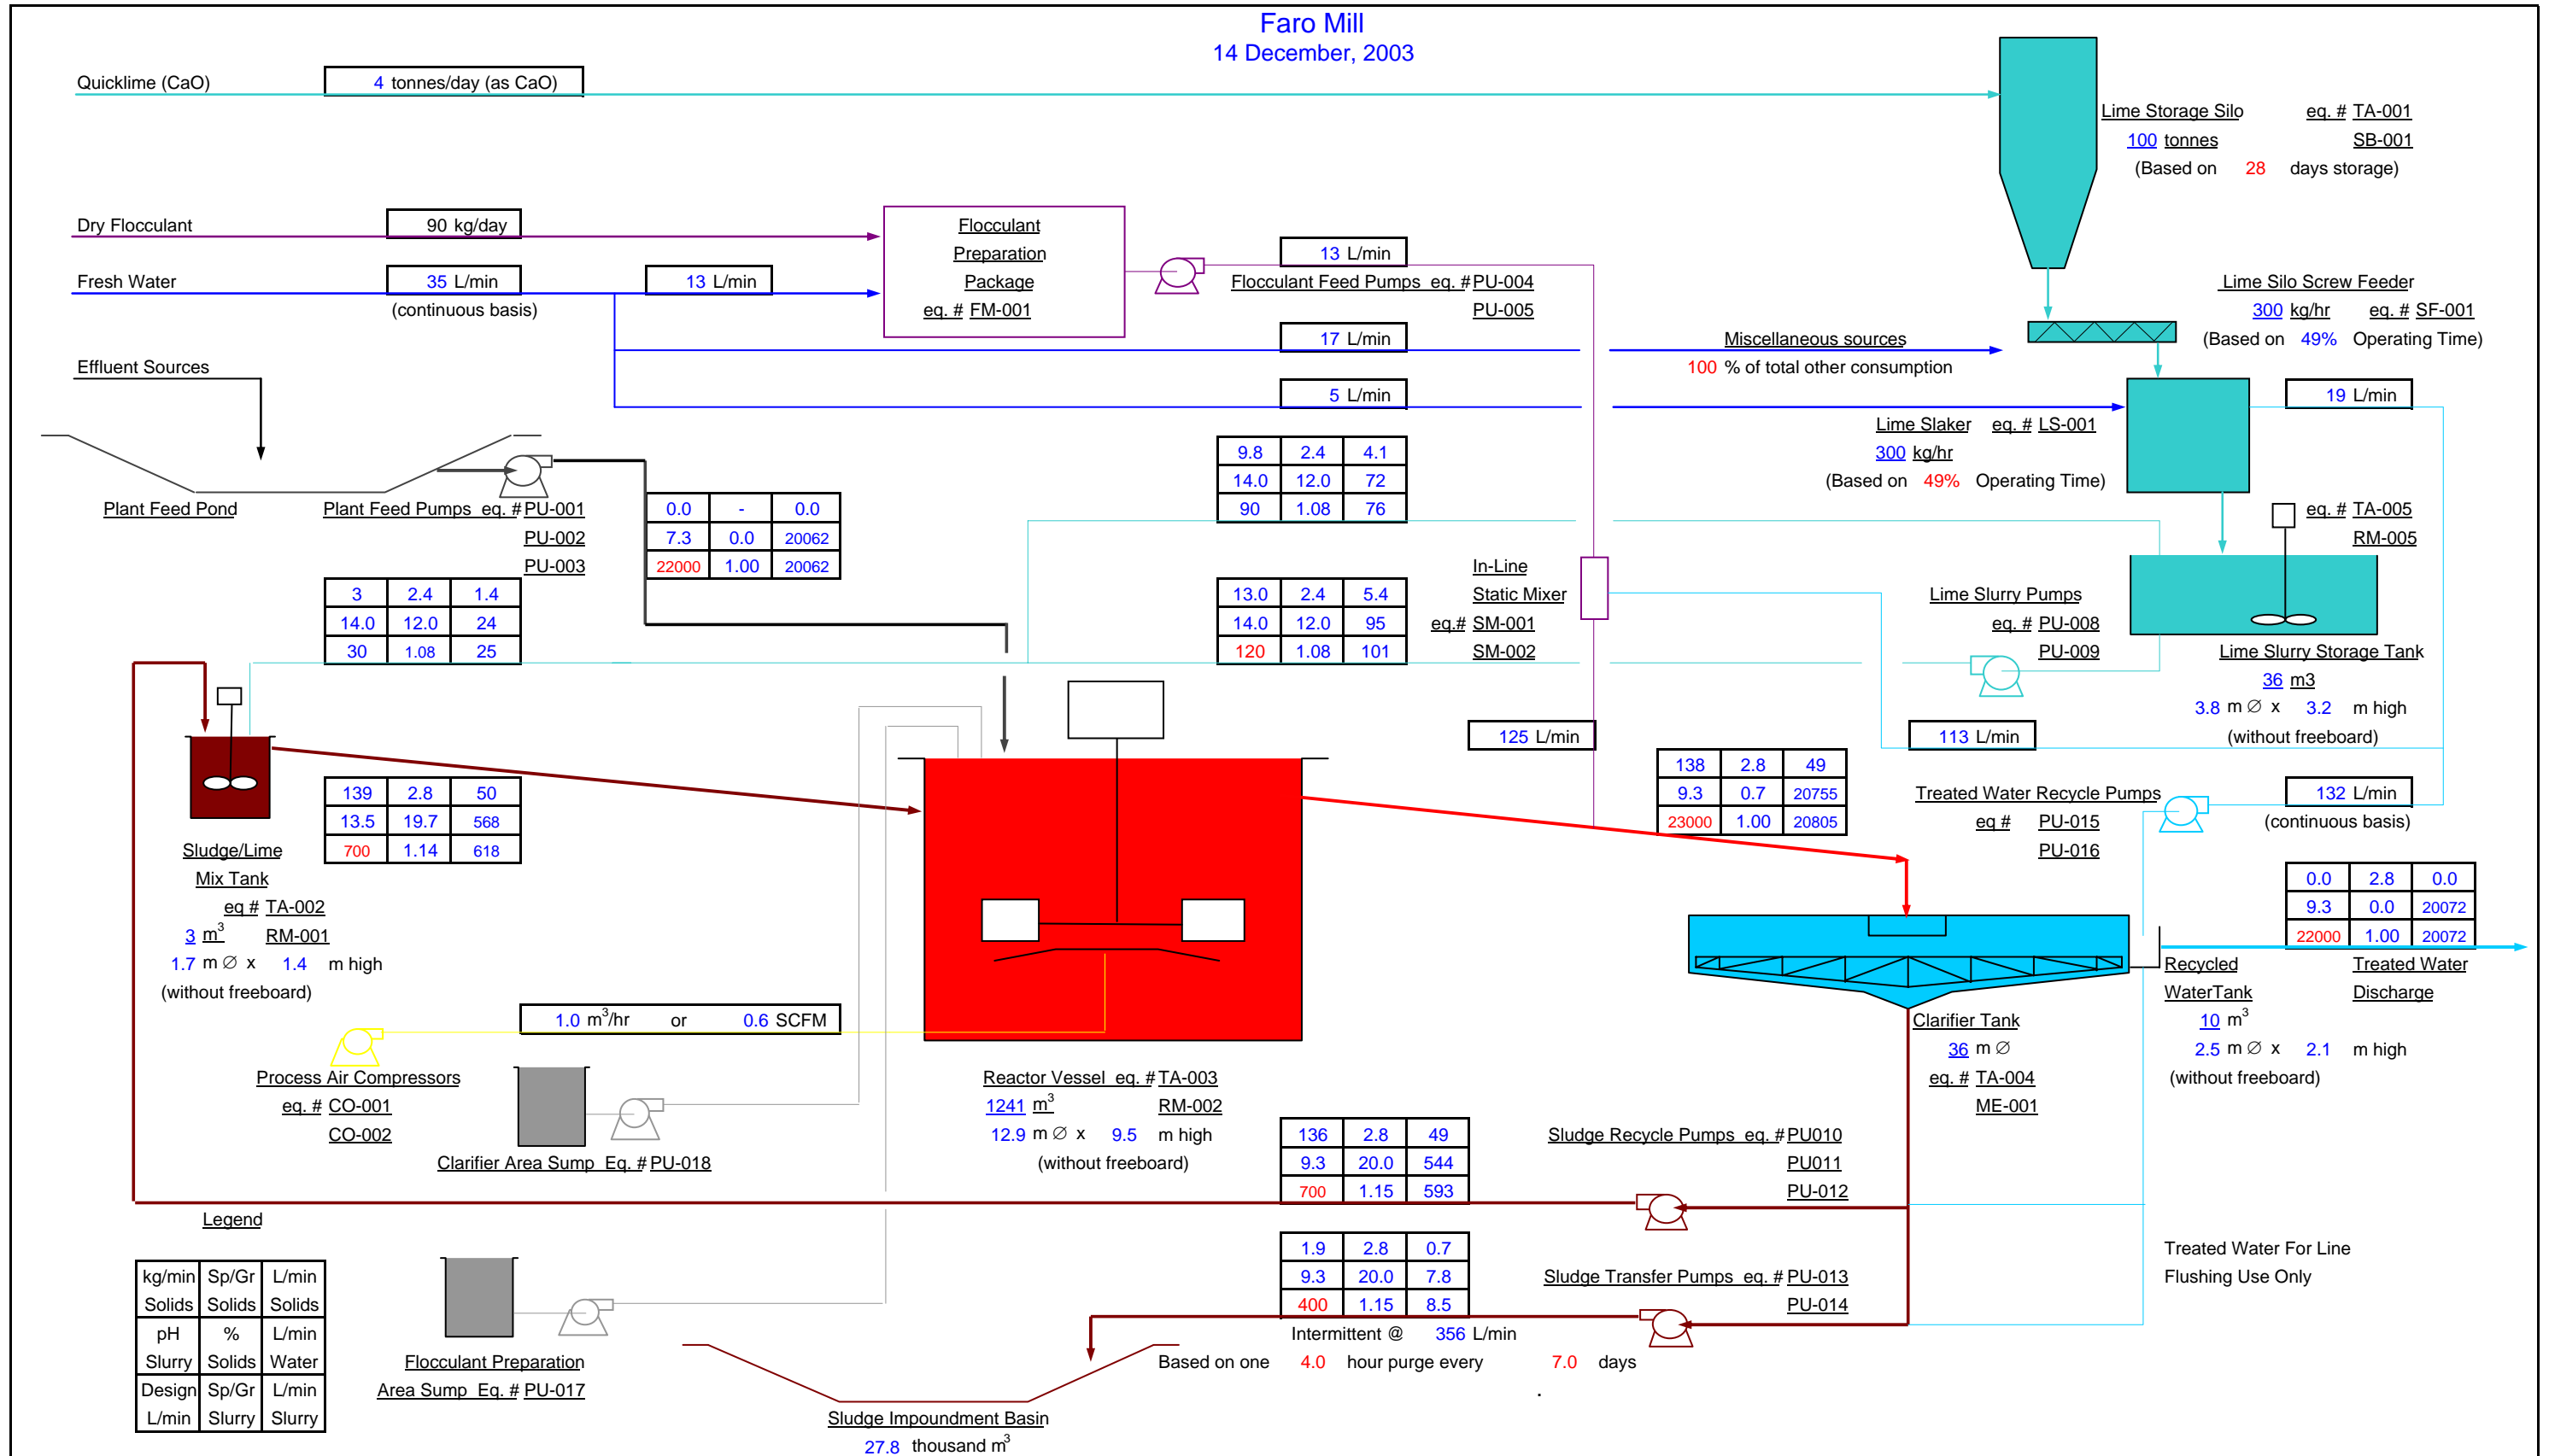 Faro Mill
14 December, 2003
Quicklime (CaO)
4 tonnes/day (as CaO)
Lime Storage Silo eq. # TA-001
100 tonnes SB-001
(Based on 28 days storage)
Dry Flocculant
90 kg/day
Fresh Water
35 L/min
(continuous basis)
13 L/min
Flocculant
Preparation
Package
eq. # FM-001
13 L/min
Flocculant Feed Pumps eq. # PU-004
PU-005
17 L/min
Miscellaneous sources
100 % of total other consumption
5 L/min
Lime Silo Screw Feeder
300 kg/hr eq. # SF-001
(Based on 49% Operating Time)
Effluent Sources
Plant Feed Pond
Plant Feed Pumps eq. # PU-001
PU-002
PU-003
0.0 - 0.0
7.3 0.0 20062
22000 1.00 20062
9.8 2.4 4.1
14.0 12.0 72
90 1.08 76
Lime Slaker eq. # LS-001
300 kg/hr
(Based on 49% Operating Time)
19 L/min
eq. # TA-005
RM-005
3 2.4 1.4
14.0 12.0 24
30 1.08 25
13.0 2.4 5.4
14.0 12.0 95
120 1.08 101
In-Line
Static Mixer
eq.# SM-001
SM-002
Lime Slurry Pumps
eq. # PU-008
PU-009
Lime Slurry Storage Tank
36 m3
3.8 m ∅ x 3.2 m high
(without freeboard)
125 L/min
113 L/min
139 2.8 50
13.5 19.7 568
700 1.14 618
138 2.8 49
9.3 0.7 20755
23000 1.00 20805
Treated Water Recycle Pumps
eq # PU-015
PU-016
132 L/min
(continuous basis)
Sludge/Lime
Mix Tank
eq # TA-002
3 m³ RM-001
1.7 m ∅ x 1.4 m high
(without freeboard)
0.0 2.8 0.0
9.3 0.0 20072
22000 1.00 20072
Recycled
WaterTank
10 m³
2.5 m ∅ x 2.1 m high
(without freeboard)
Treated Water
Discharge
1.0 m³/hr or 0.6 SCFM
Process Air Compressors
eq. # CO-001
CO-002
Clarifier Area Sump Eq. # PU-018
Reactor Vessel eq. # TA-003
1241 m³ RM-002
12.9 m ∅ x 9.5 m high
(without freeboard)
Clarifier Tank
36 m ∅
eq. # TA-004
ME-001
136 2.8 49
9.3 20.0 544
700 1.15 593
Sludge Recycle Pumps eq. # PU010
PU011
PU-012
Legend
kg/min Sp/Gr L/min
Solids Solids Solids
pH % L/min
Slurry Solids Water
Design Sp/Gr L/min
L/min Slurry Slurry
Flocculant Preparation
Area Sump Eq. # PU-017
1.9 2.8 0.7
9.3 20.0 7.8
400 1.15 8.5
Sludge Transfer Pumps eq. # PU-013
PU-014
Intermittent @ 356 L/min
Based on one 4.0 hour purge every 7.0 days
.
Treated Water For Line
Flushing Use Only
Sludge Impoundment Basin
27.8 thousand m³